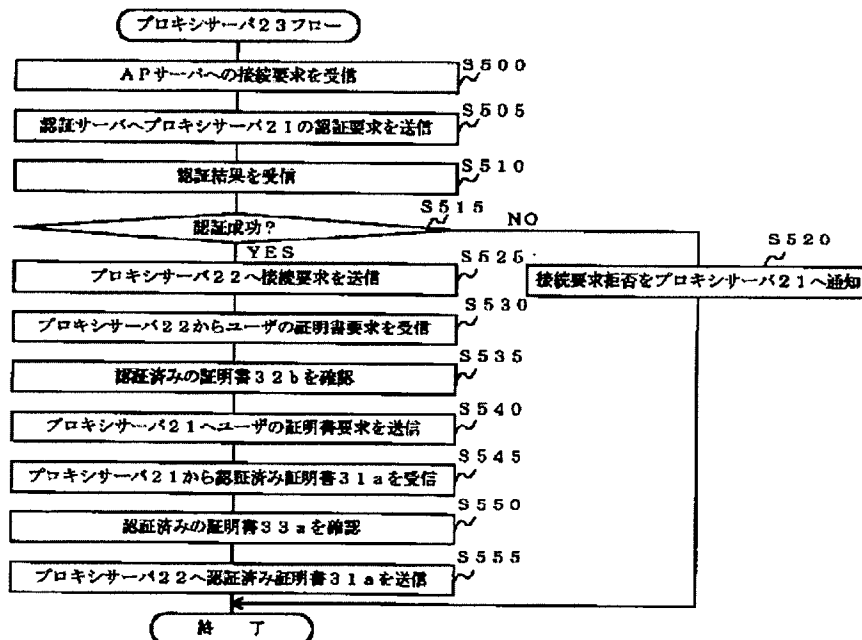 プロキシサーバ23フロー
S500
APサーバへの接続要求を受信
S505
認証サーバへプロキシサーバ21の認証要求を送信
S510
認証結果を受信
S515
認証成功?
NO
YES
S520
接続要求拒否をプロキシサーバ21へ通知
S525
プロキシサーバ22へ接続要求を送信
S530
プロキシサーバ22からユーザの証明書要求を受信
S535
認証済みの証明書32bを確認
S540
プロキシサーバ21へユーザの証明書要求を送信
S545
プロキシサーバ21から認証済み証明書31aを受信
S550
認証済みの証明書33aを確認
S555
プロキシサーバ22へ認証済み証明書31aを送信
終 了